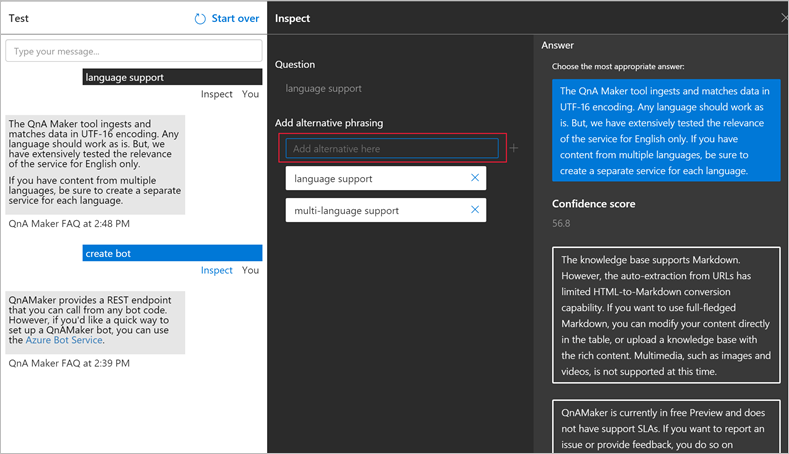 Test
Start over
Type your message...
language support
Inspect You
The QnA Maker tool ingests and
matches data in UTF-16 encoding. Any
language should work as is. But, we
have extensively tested the relevance
of the service for English only.
If you have content from multiple
languages, be sure to create a separate
service for each language.
QnA Maker FAQ at 2:48 PM
create bot
Inspect You
QnAMaker provides a REST endpoint
that you can call from any bot code.
However, if you'd like a quick way to
set up a QnAMaker bot, you can use
the Azure Bot Service.
QnA Maker FAQ at 2:39 PM
Inspect
Question
language support
Add alternative phrasing
Add alternative here
language support
multi-language support
Answer
Choose the most appropriate answer:
The QnA Maker tool ingests and matches data in
UTF-16 encoding. Any language should work as
is. But, we have extensively tested the relevance
of the service for English only. If you have
content from multiple languages, be sure to
create a separate service for each language.
Confidence score
56.8
The knowledge base supports Markdown.
However, the auto-extraction from URLs has
limited HTML-to-Markdown conversion
capability. If you want to use full-fledged
Markdown, you can modify your content directly
in the table, or upload a knowledge base with
the rich content. Multimedia, such as images and
videos, is not supported at this time.
QnAMaker is currently in free Preview and does
not have support SLAs. If you want to report an
issue or provide feedback, you do so on